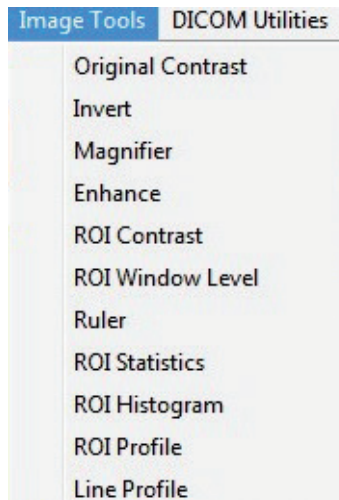 Image Tools DICOM Utilities
Original Contrast
Invert
Magnifier
Enhance
ROI Contrast
ROI Window Level
Ruler
ROI Statistics
ROI Histogram
ROI Profile
Line Profile